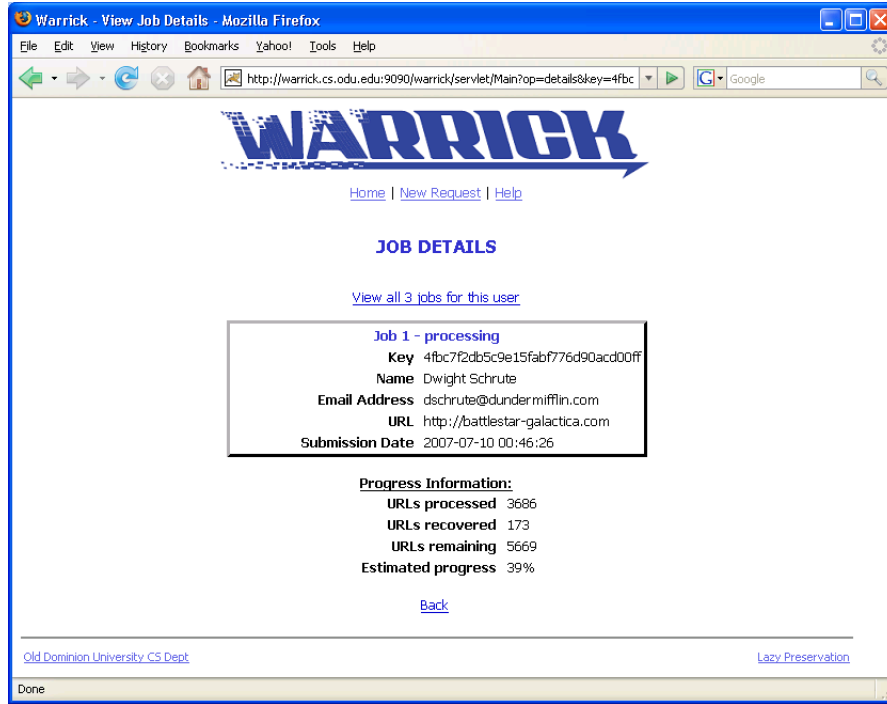 Warrick - View Job Details - Mozilla Firefox
File Edit View History Bookmarks Yahoo! Tools Help
http://warrick.cs.odu.edu:9090/warrick/servlet/Main?op=details&key=4fbc G Google
WARRICK
Home | New Request | Help
JOB DETAILS
View all 3 jobs for this user
Job 1 - processing
Key 4fbc7f2db5c9e15fabf776d90acd00ff
Name Dwight Schrute
Email Address dschrute@dundermifflin.com
URL http://battlestar-galactica.com
Submission Date 2007-07-10 00:46:26
Progress Information:
URLs processed 3686
URLs recovered 173
URLs remaining 5669
Estimated progress 39%
Back
Old Dominion University CS Dept Lazy Preservation
Done